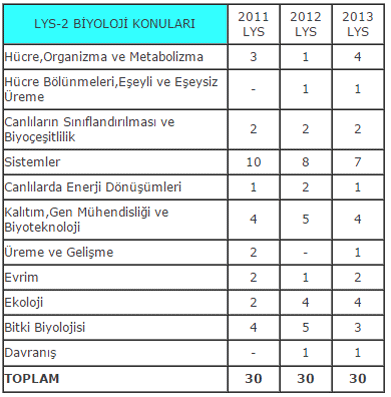 LYS-2 BİYOLOJİ KONULARI 2011 LYS 2012 LYS 2013 LYS
Hücre,Organizma ve Metabolizma 3 1 4
Hücre Bölünmeleri,Eşeyli ve Eşeysiz
Üreme - 1 1
Canlıların Sınıflandırılması ve
Biyoçeşitlilik 2 2 2
Sistemler 10 8 7
Canlılarda Enerji Dönüşümleri 1 2 1
Kalıtım,Gen Mühendisliği ve
Biyoteknoloji 4 5 4
Üreme ve Gelişme 2 - 1
Evrim 2 1 2
Ekoloji 2 4 4
Bitki Biyolojisi 4 5 3
Davranış - 1 1
TOPLAM 30 30 30